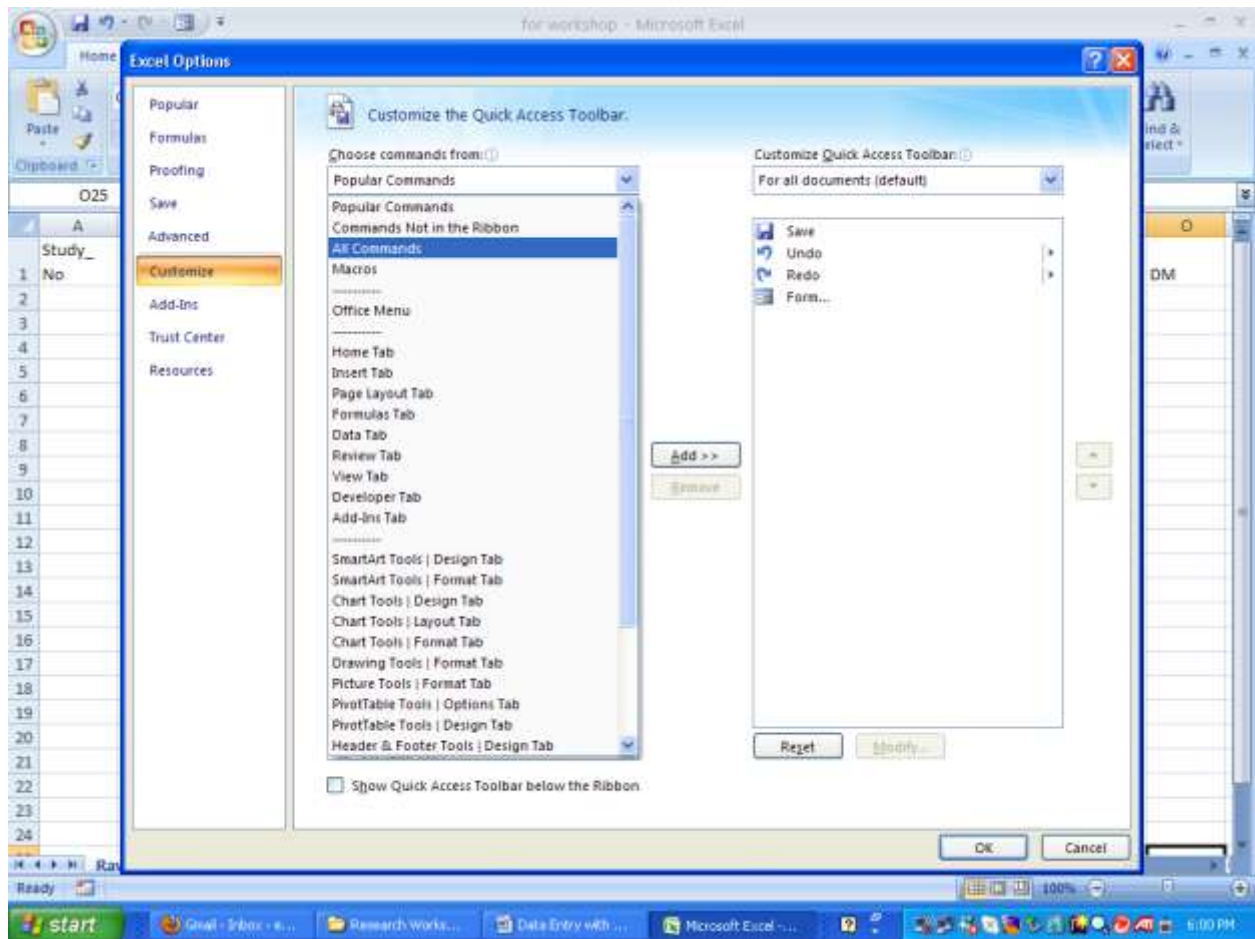 for workshop - Microsoft Excel
Home
Paste
Clipboard
O25
A
O
Study_
No
DM
1
2
3
4
5
6
7
8
9
10
11
12
13
14
15
16
17
18
19
20
21
22
23
24
Excel Options
Popular
Formulas
Proofing
Save
Advanced
Customize
Add-Ins
Trust Center
Resources
Customize the Quick Access Toolbar.
Choose commands from:
Popular Commands
Popular Commands
Commands Not in the Ribbon
All Commands
Macros
----------
Office Menu
----------
Home Tab
Insert Tab
Page Layout Tab
Formulas Tab
Data Tab
Review Tab
View Tab
Developer Tab
Add-Ins Tab
----------
SmartArt Tools | Design Tab
SmartArt Tools | Format Tab
Chart Tools | Design Tab
Chart Tools | Layout Tab
Chart Tools | Format Tab
Drawing Tools | Format Tab
Picture Tools | Format Tab
PivotTable Tools | Options Tab
PivotTable Tools | Design Tab
Header & Footer Tools | Design Tab
Show Quick Access Toolbar below the Ribbon
Add >>
Remove
Customize Quick Access Toolbar:
For all documents (default)
Save
Undo
Redo
Form...
Reset
Modify...
OK
Cancel
Ready
100%
start
Gmail - Inbox - e...
Research Works...
Data Entry with ...
Microsoft Excel -...
6:00 PM